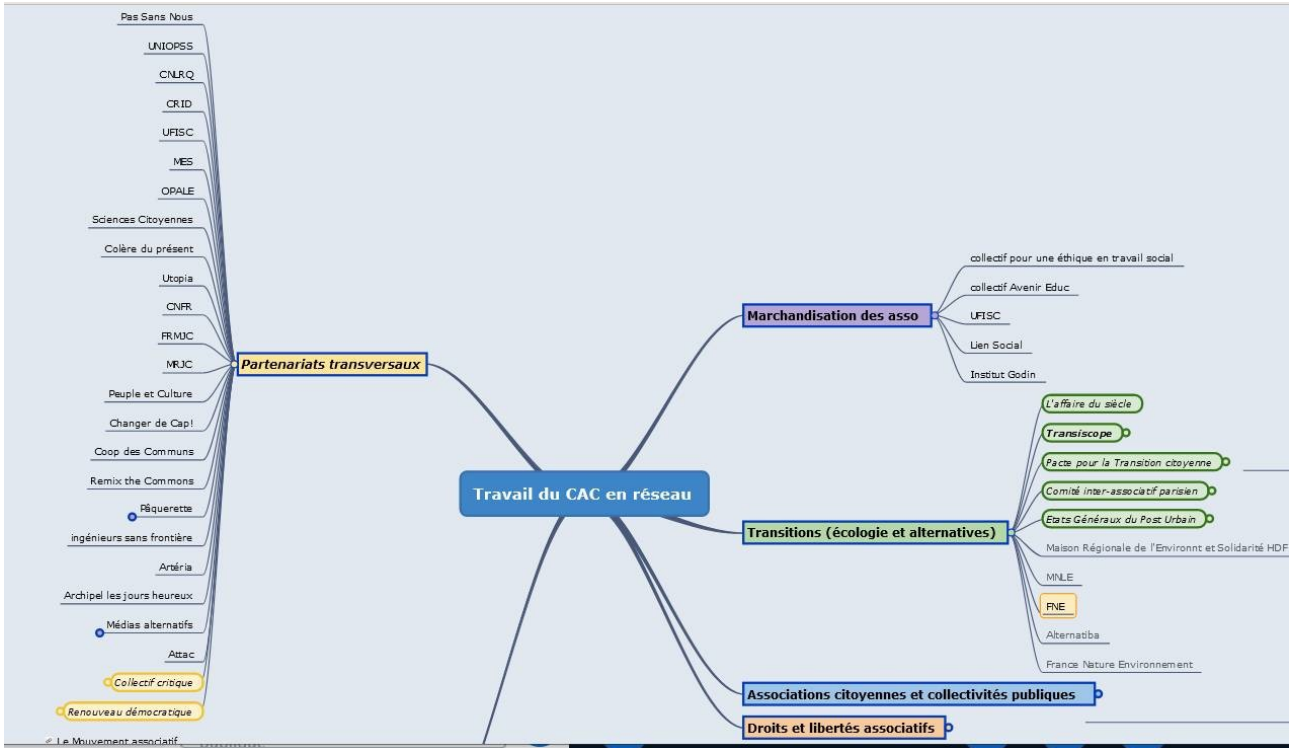 Pas Sans Nous
UNIOPSS
CNLRQ
CRID
UFISC
MES
OPALE
Sciences Citoyennes
Colère du présent
Utopia
CNFR
FRMJC
MRJC
Peuple et Culture
Changer de Cap!
Coop des Communs
Remix the Commons
Pâquerette
ingénieurs sans frontière
Artéria
Archipel les jours heureux
Médias alternatifs
Attac
Collectif critique
Renouveau démocratique
Le Mouvement associatif
Partenariats transversaux
Travail du CAC en réseau
Marchandisation des asso
collectif pour une éthique en travail social
collectif Avenir Educ
UFISC
Lien Social
Institut Godin
Transitions (écologie et alternatives)
L'affaire du siècle
Transiscope
Pacte pour la Transition citoyenne
Comité inter-associatif parisien
Etats Généraux du Post Urbain
Maison Régionale de l'Environnt et Solidarité HDF
MNLE
FNE
Alternatiba
France Nature Environnement
Associations citoyennes et collectivités publiques
Droits et libertés associatifs